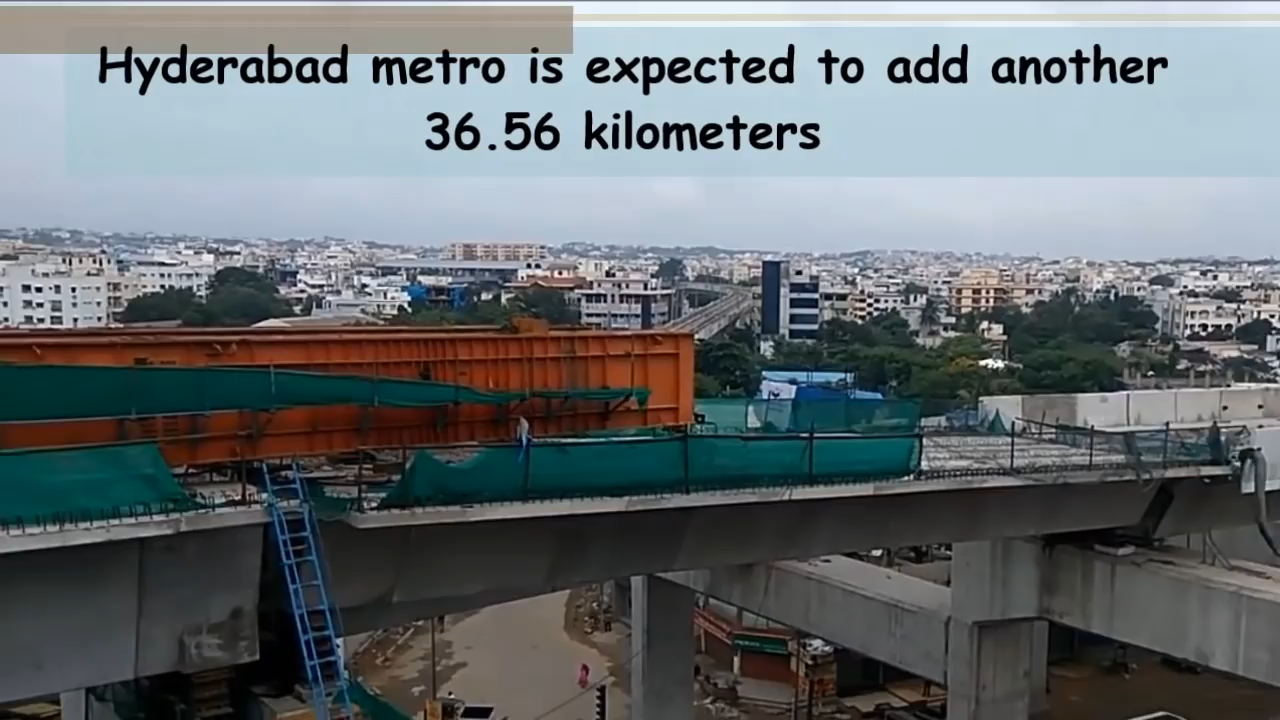 Hyderabad metro is expected to add another
36.56 kilometers